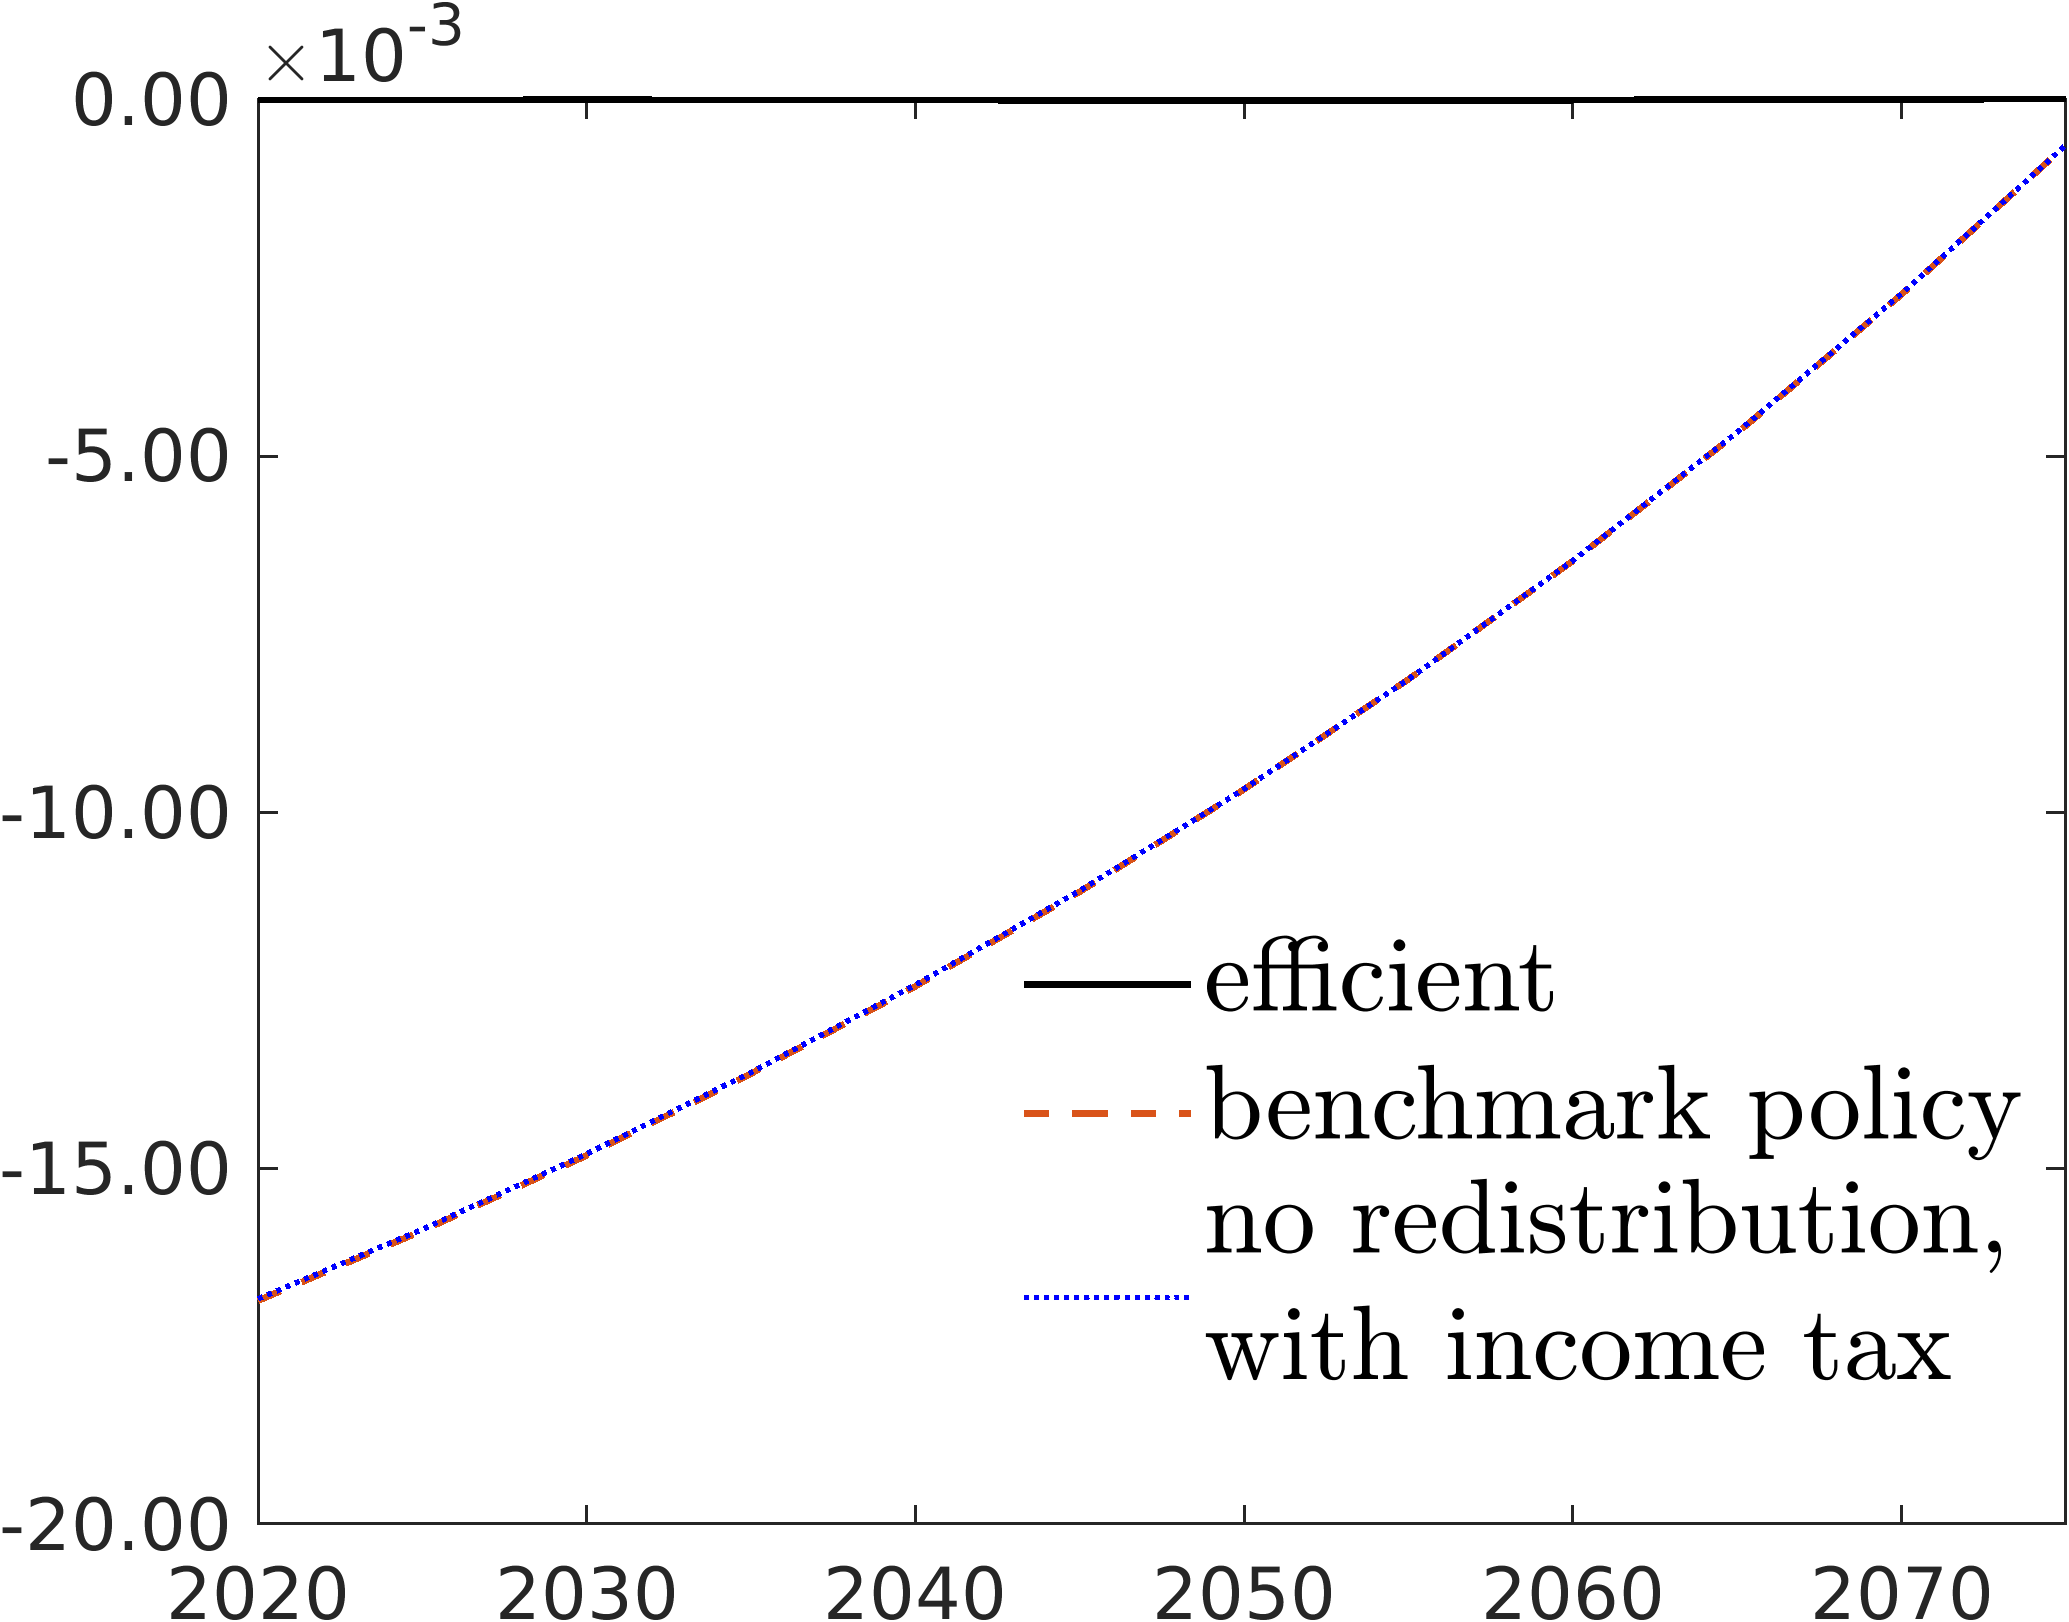 ×10-3
0.00
-5.00
-10.00
-15.00
-20.00
efficient
benchmark policy
no redistribution,
with income tax
2020 2030 2040 2050 2060 2070